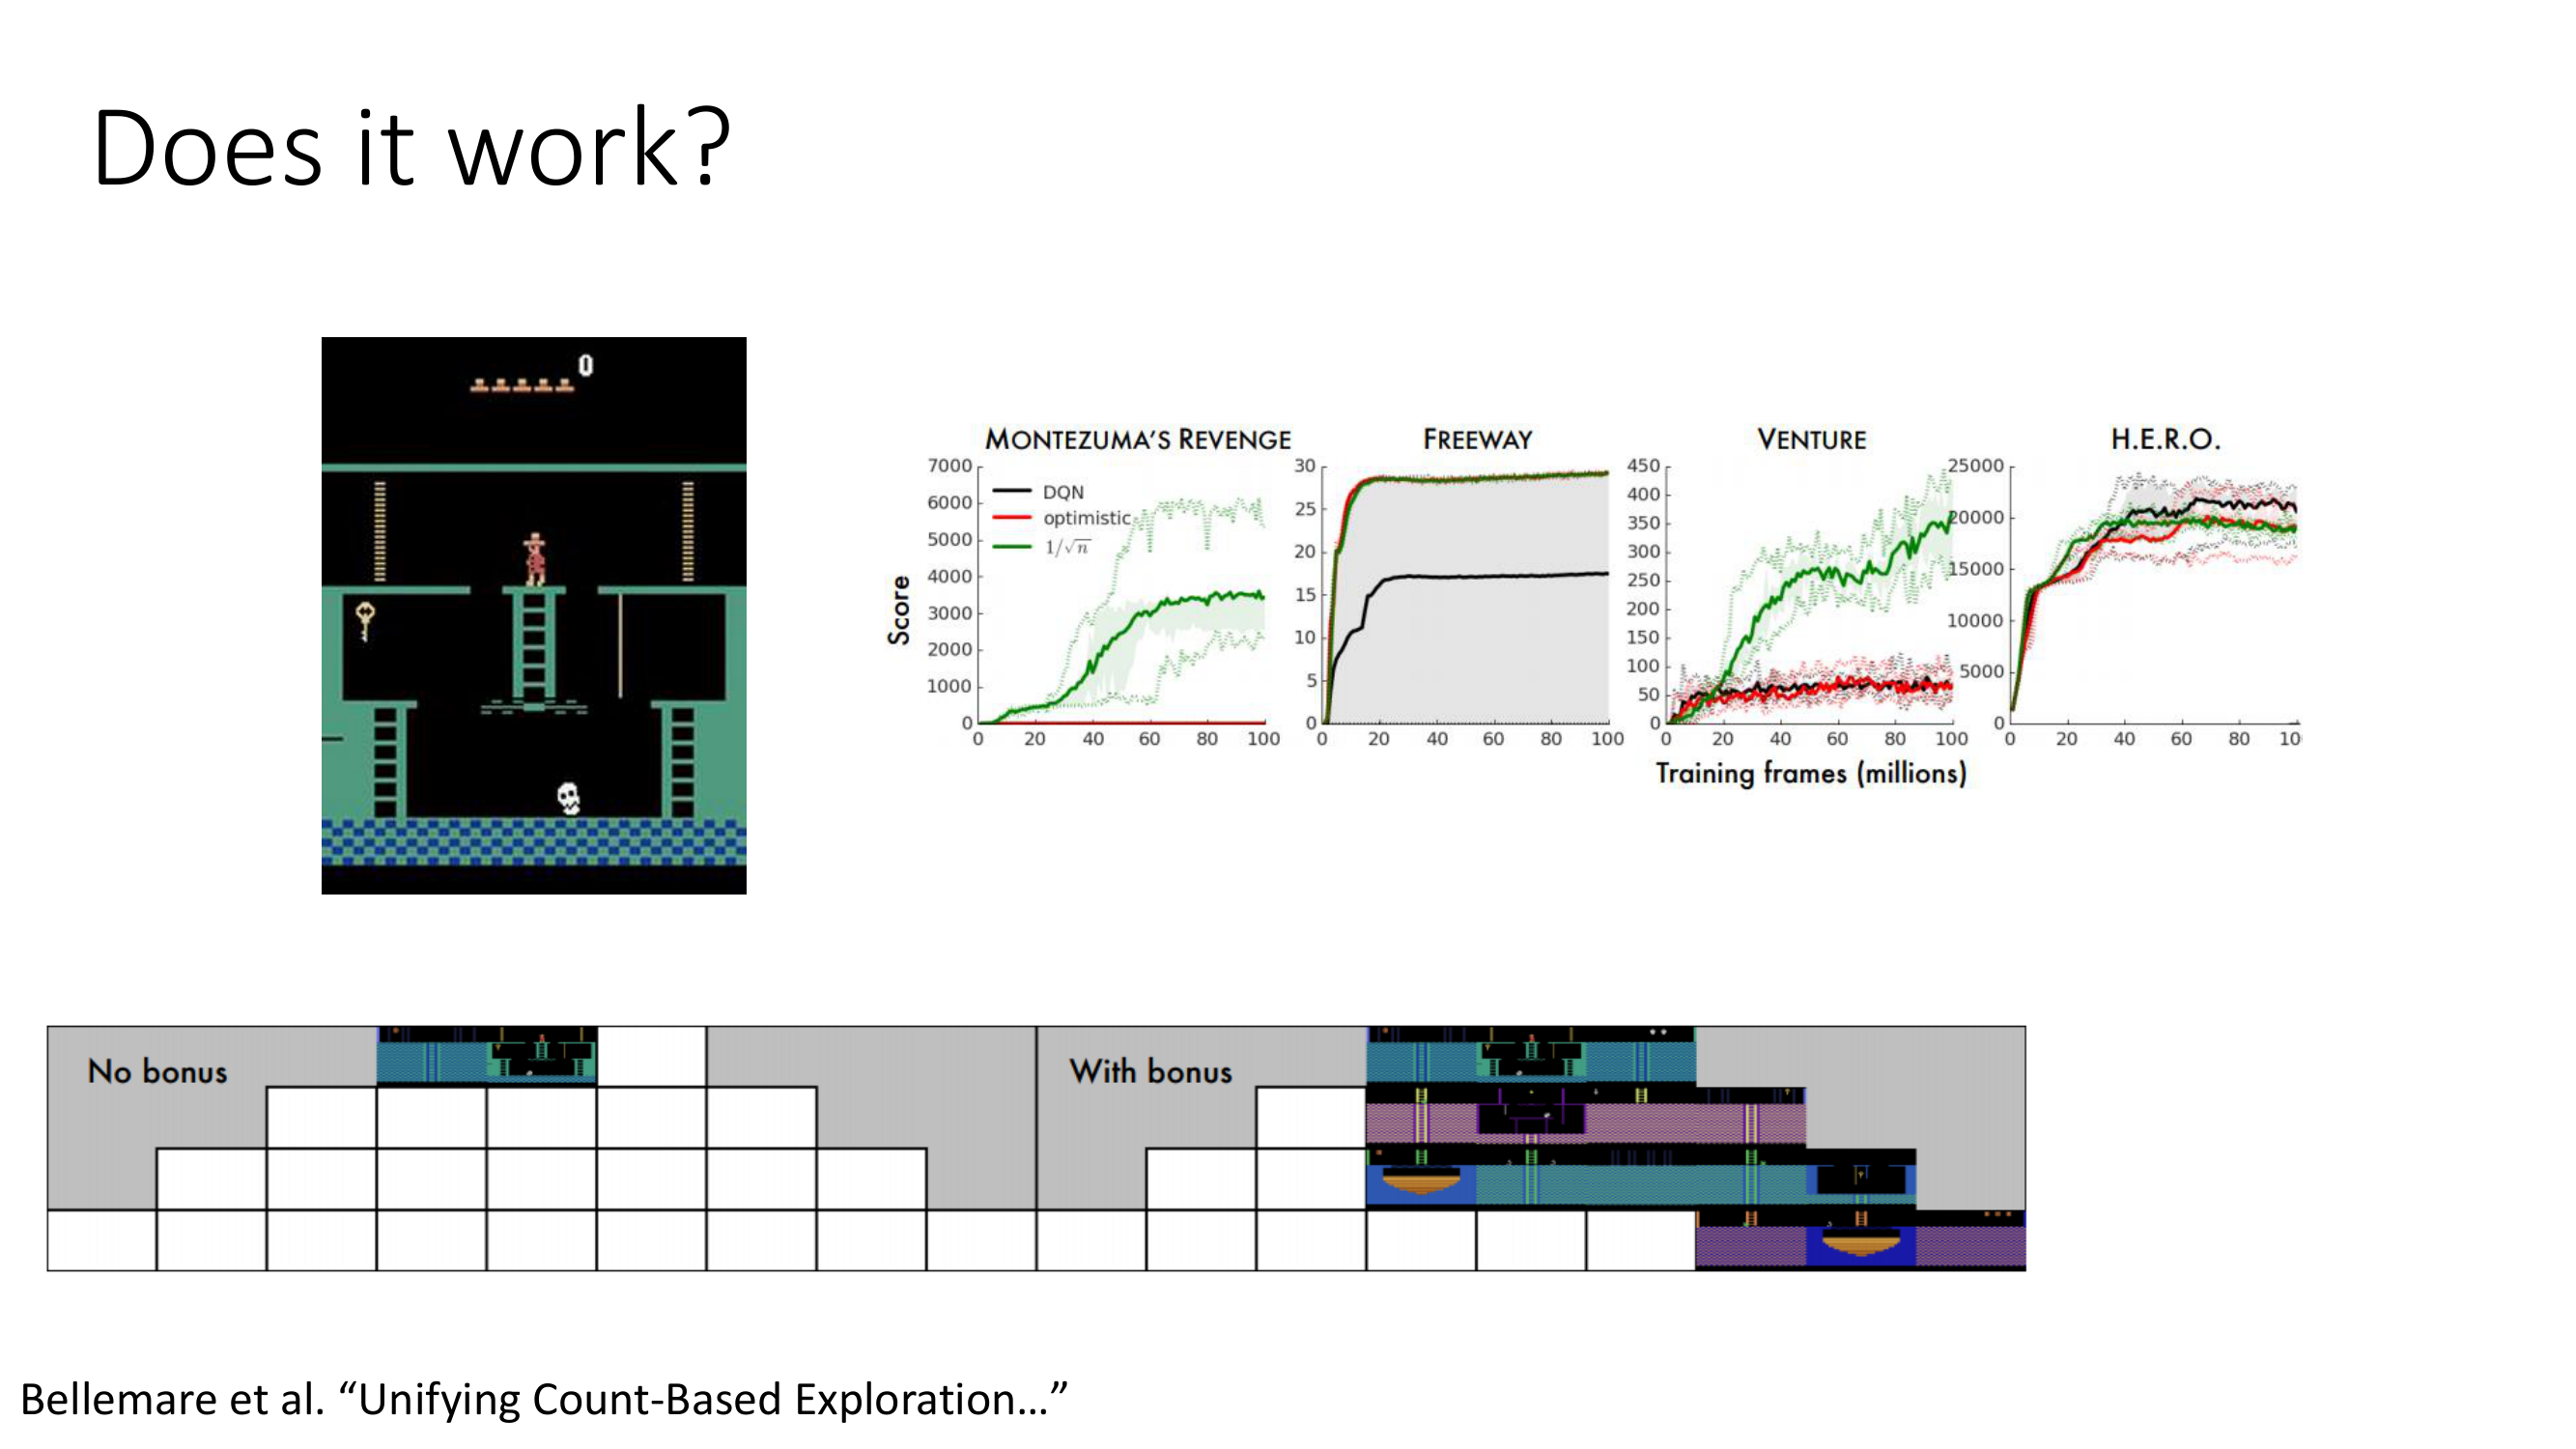 Does it work?
0
MONTEZUMA'S REVENGE
FREEWAY
VENTURE
H.E.R.O.
Score
7000
6000
5000
4000
3000
2000
1000
0
DQN
optimistic
1/√n
0 20 40 60 80 100
30
25
20
15
10
5
0
0 20 40 60 80 100
450
400
350
300
250
200
150
100
50
0
0 20 40 60 80 100
25000
20000
15000
10000
5000
0
0 20 40 60 80 10
Training frames (millions)
No bonus
With bonus
Bellemare et al. “Unifying Count-Based Exploration…”